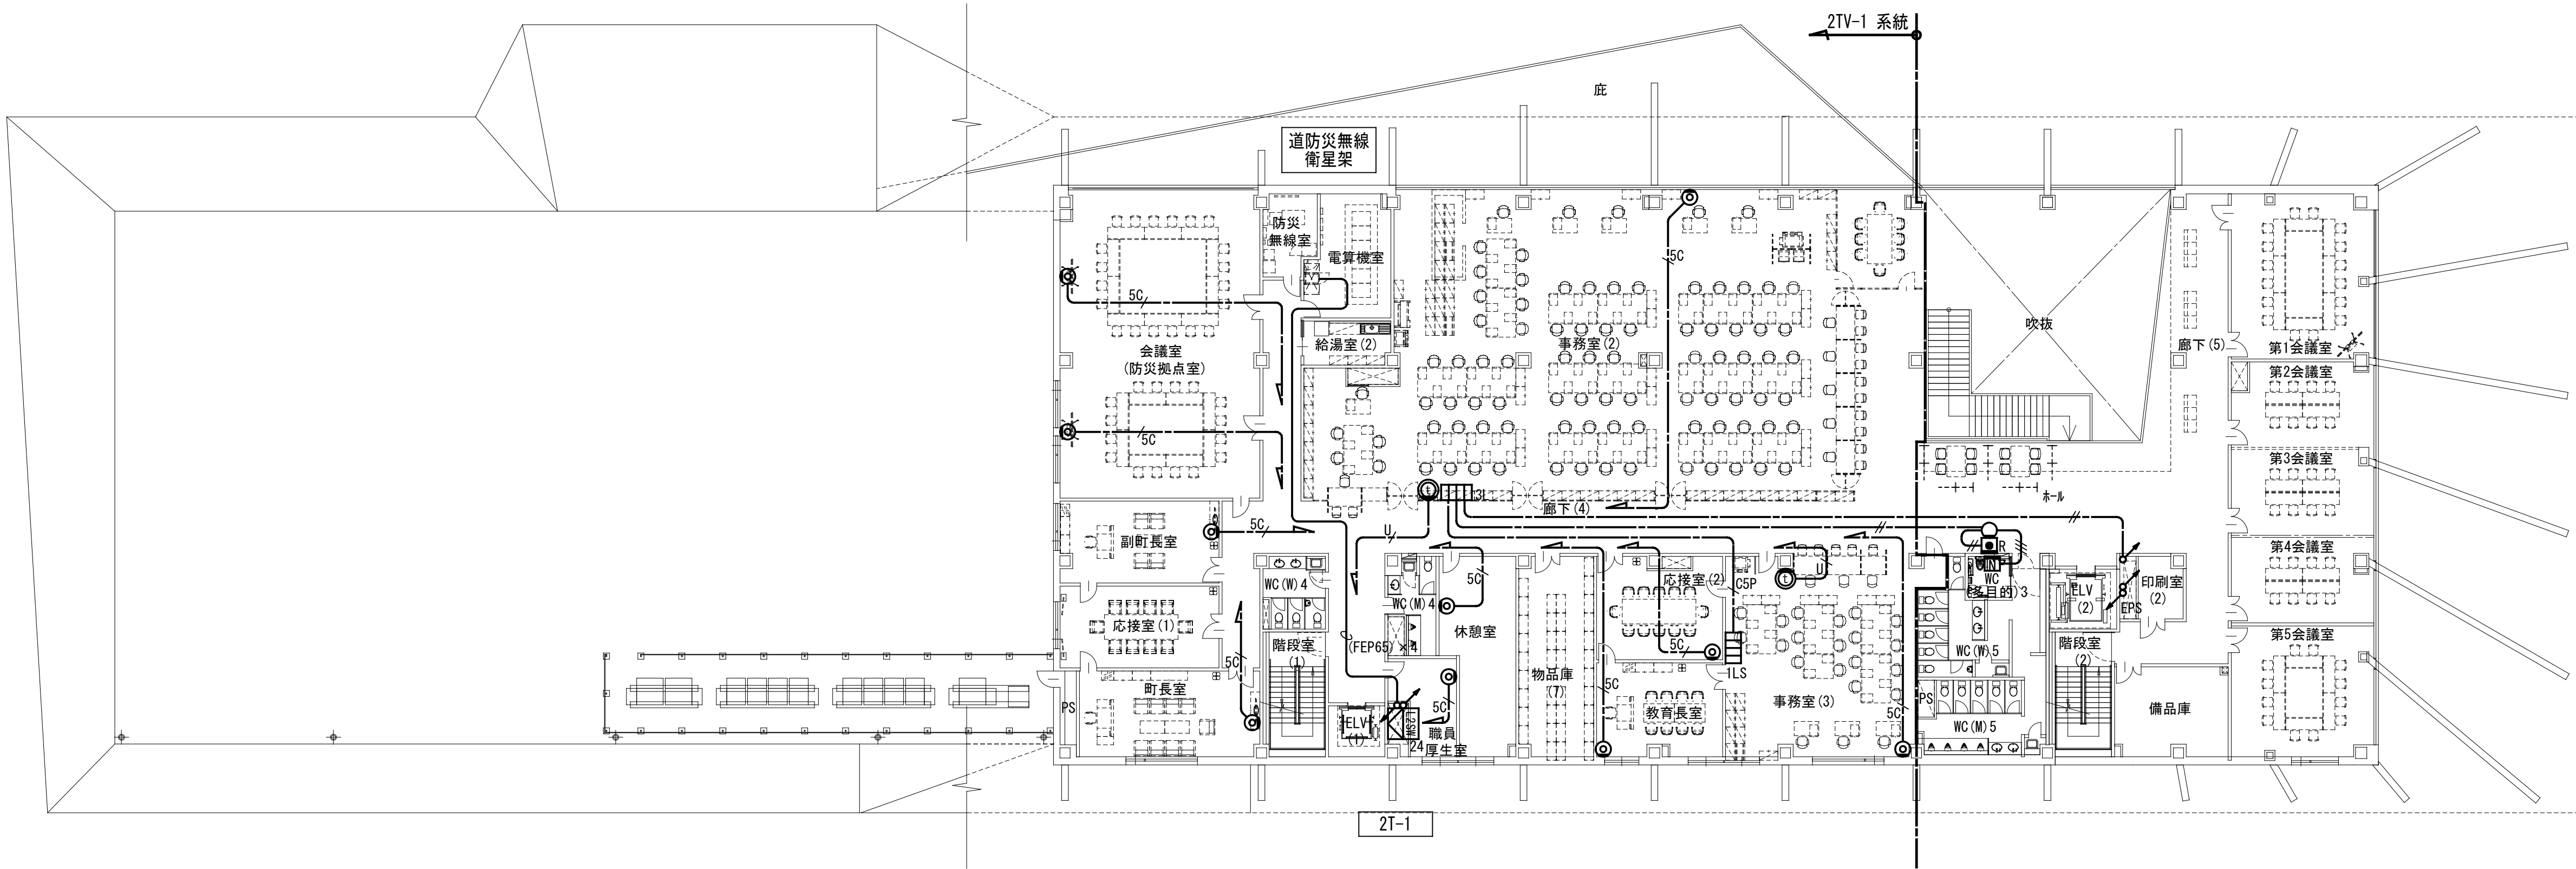 2TV-1 系統
庇
道防災無線
衛星架
防災
無線室
電算機室
5C
5C
会議室
(防災拠点室)
給湯室(2)
事務室(2)
吹抜
廊下(5)
第1会議室
第2会議室
5C
第3会議室
3L
廊下(4)
ホール
5C
副町長室
U
R
第4会議室
WC(W)4
5C
WC(M)4
応接室(2)
C5P
U
t
t
WC
(多目的)3
ELV
(2)
印刷室
(2)
EPS
応接室(1)
休憩室
階段室
(1)
(FEP65)×4
5C
1LS
WC(W)5
階段室
(2)
第5会議室
5C
町長室
物品庫
(7)
5C
事務室(3)
PS
PS
ELV
(1)
2SW
24
5C
職員
厚生室
教育長室
5C
WC(M)5
備品庫
2T-1